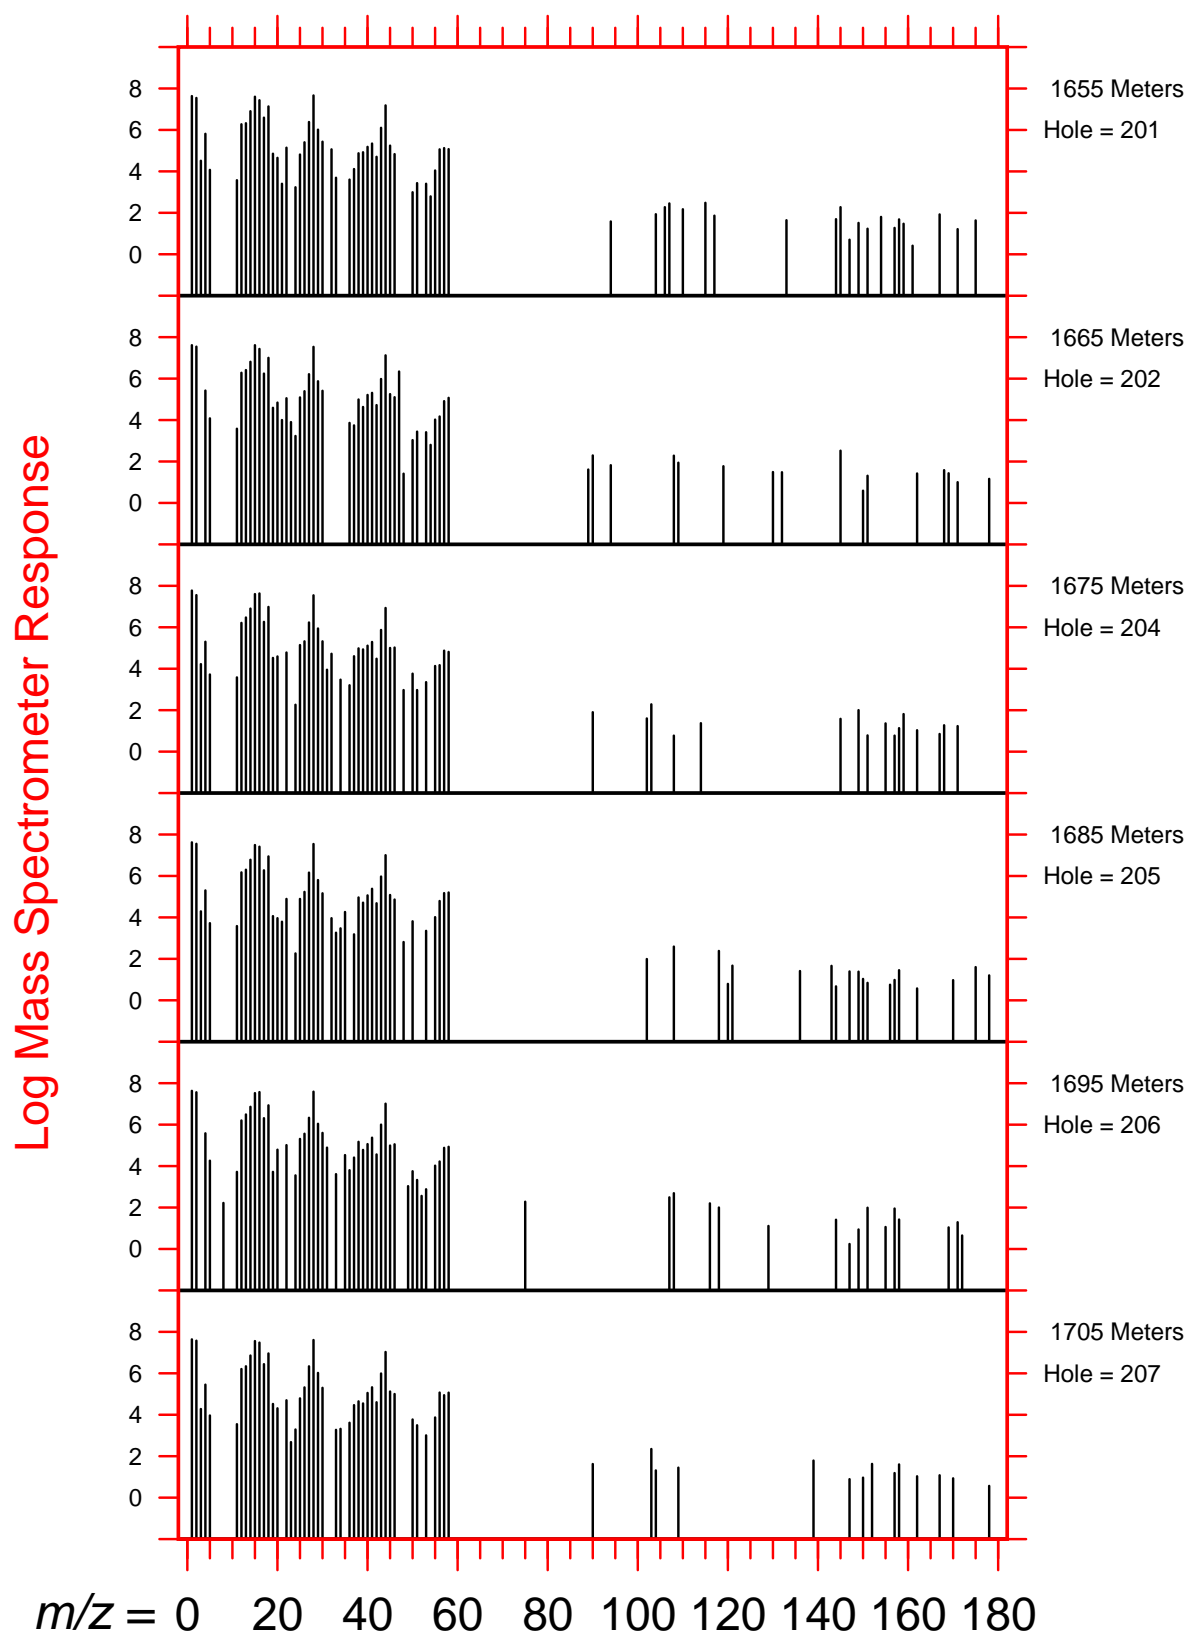 8
6
4
2
0
1655 Meters
Hole = 201
8
6
4
2
0
1665 Meters
Hole = 202
8
6
4
2
0
1675 Meters
Hole = 204
8
6
4
2
0
1685 Meters
Hole = 205
8
6
4
2
0
1695 Meters
Hole = 206
8
6
4
2
0
1705 Meters
Hole = 207
Log Mass Spectrometer Response
m/z = 0 20 40 60 80 100 120 140 160 180